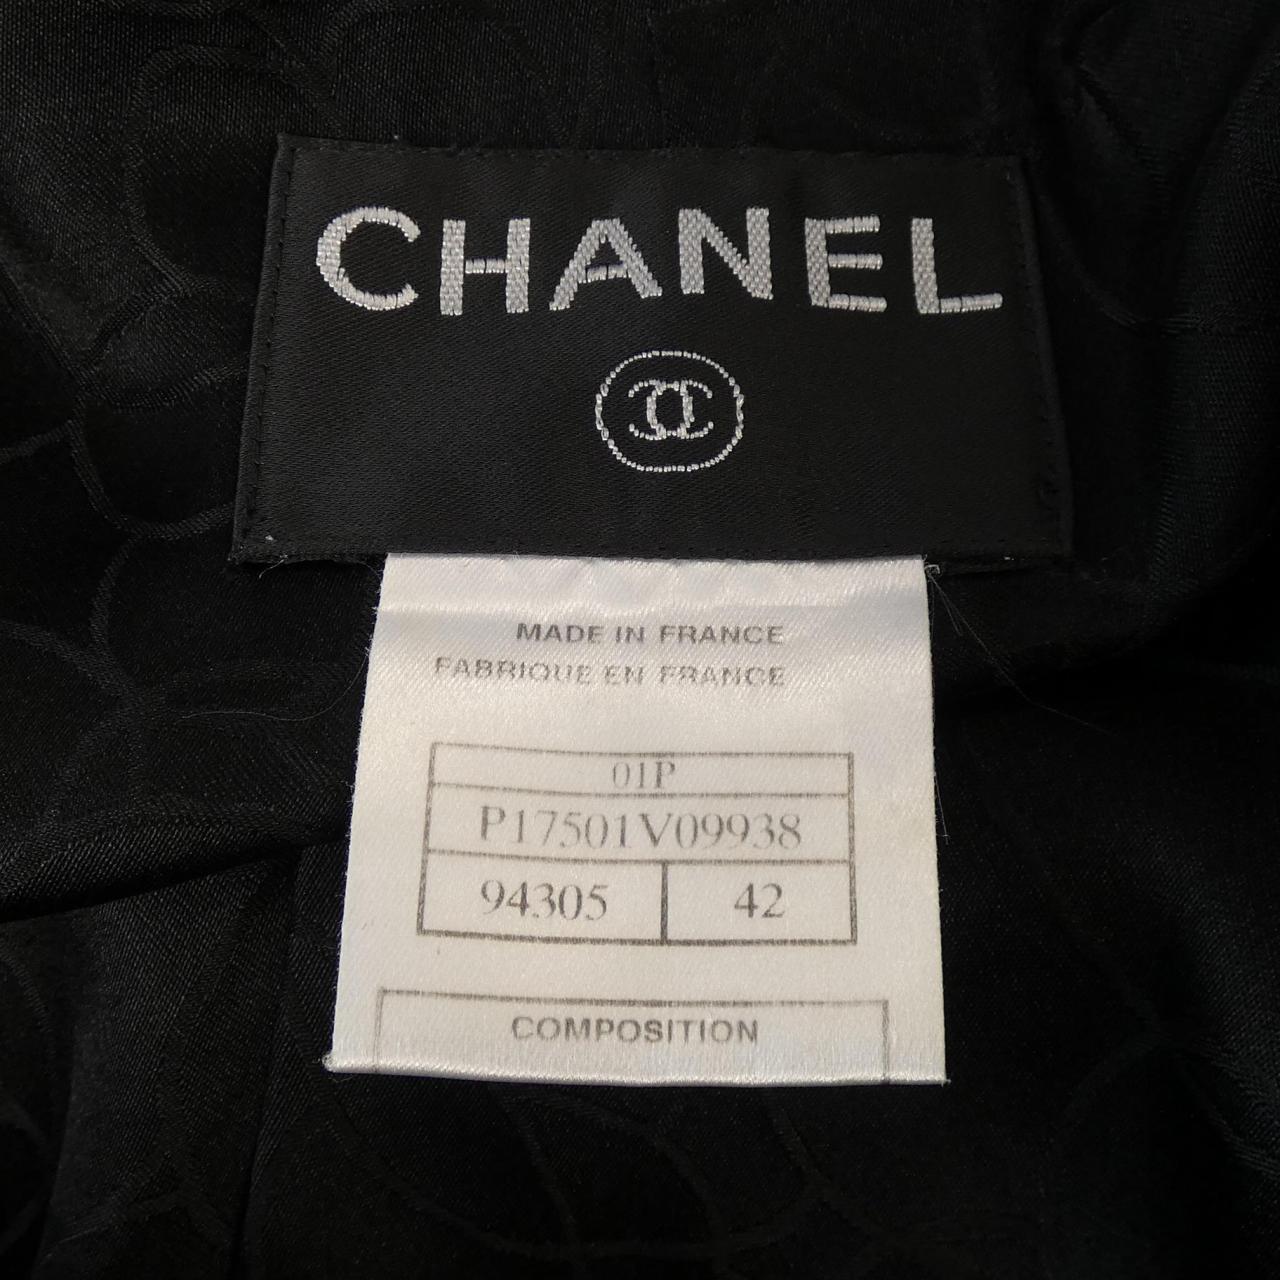 CHANEL
MADE IN FRANCE
FABRIQUE EN FRANCE
01P
P17501V09938
94305 42
COMPOSITION